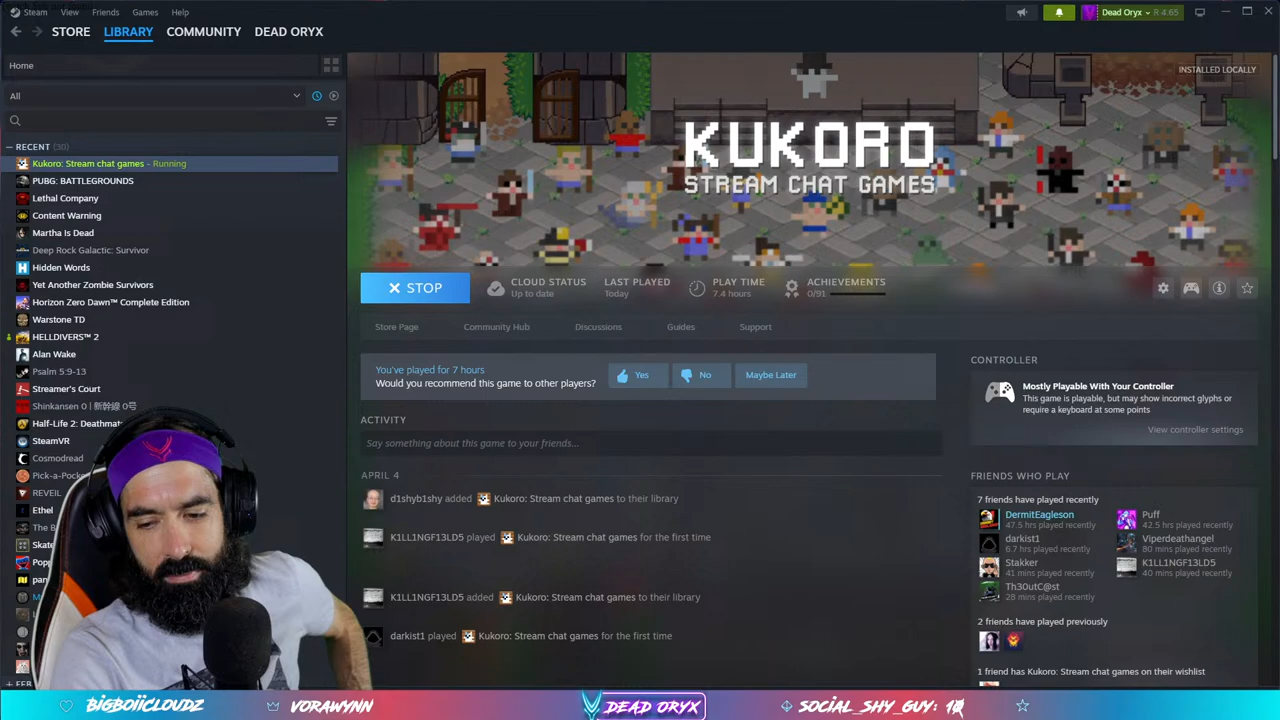 Steam View Friends Games Help
Dead Oryx R 4.65
STORE LIBRARY COMMUNITY DEAD ORYX
Home
All
RECENT (30)
Kukoro: Stream chat games - Running
PUBG: BATTLEGROUNDS
Lethal Company
Content Warning
Martha Is Dead
Deep Rock Galactic: Survivor
Hidden Words
Yet Another Zombie Survivors
Horizon Zero Dawn™ Complete Edition
Warstone TD
HELLDIVERS™ 2
Alan Wake
Psalm 5:9-13
Streamer's Court
Shinkansen 0 | 新幹線 0号
Half-Life 2: Deathmat
SteamVR
Cosmodread
Pick-a-Pocke
REVEIL
Ethel
The B
Skate
Popp
pan
INSTALLED LOCALLY
KUKORO
STREAM CHAT GAMES
STOP
CLOUD STATUS
Up to date
LAST PLAYED
Today
PLAY TIME
7.4 hours
ACHIEVEMENTS
0/91
Store Page Community Hub Discussions Guides Support
You've played for 7 hours
Would you recommend this game to other players?
Yes No Maybe Later
ACTIVITY
Say something about this game to your friends...
APRIL 4
d1shyb1shy added Kukoro: Stream chat games to their library
K1LL1NGF13LD5 played Kukoro: Stream chat games for the first time
K1LL1NGF13LD5 added Kukoro: Stream chat games to their library
darkist1 played Kukoro: Stream chat games for the first time
CONTROLLER
Mostly Playable With Your Controller
This game is playable, but may show incorrect glyphs or
require a keyboard at some points
View controller settings
FRIENDS WHO PLAY
7 friends have played recently
DermitEagleson
47.5 hrs played recently
Puff
42.5 hrs played recently
darkist1
6.7 hrs played recently
Viperdeathangel
80 mins played recently
Stakker
41 mins played recently
K1LL1NGF13LD5
40 mins played recently
Th3OutC@st
28 mins played recently
2 friends have played previously
1 friend has Kukoro: Stream chat games on their wishlist
BIGBOIICLOUDZ
VORAWYNN
DEAD ORYX
SOCIAL_SHY_GUY: